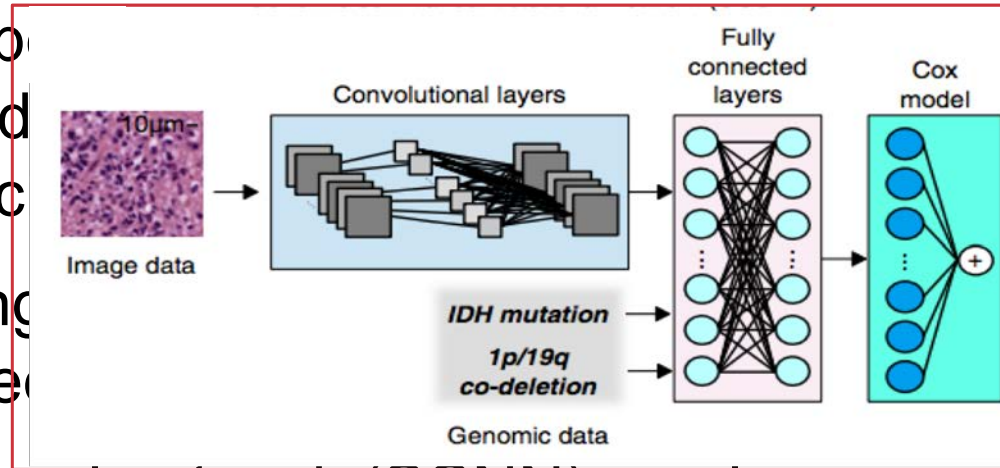 Fully
connected
layers
Cox
model
Convolutional layers
10μm
Image data
IDH mutation
1p/19q
co-deletion
Genomic data